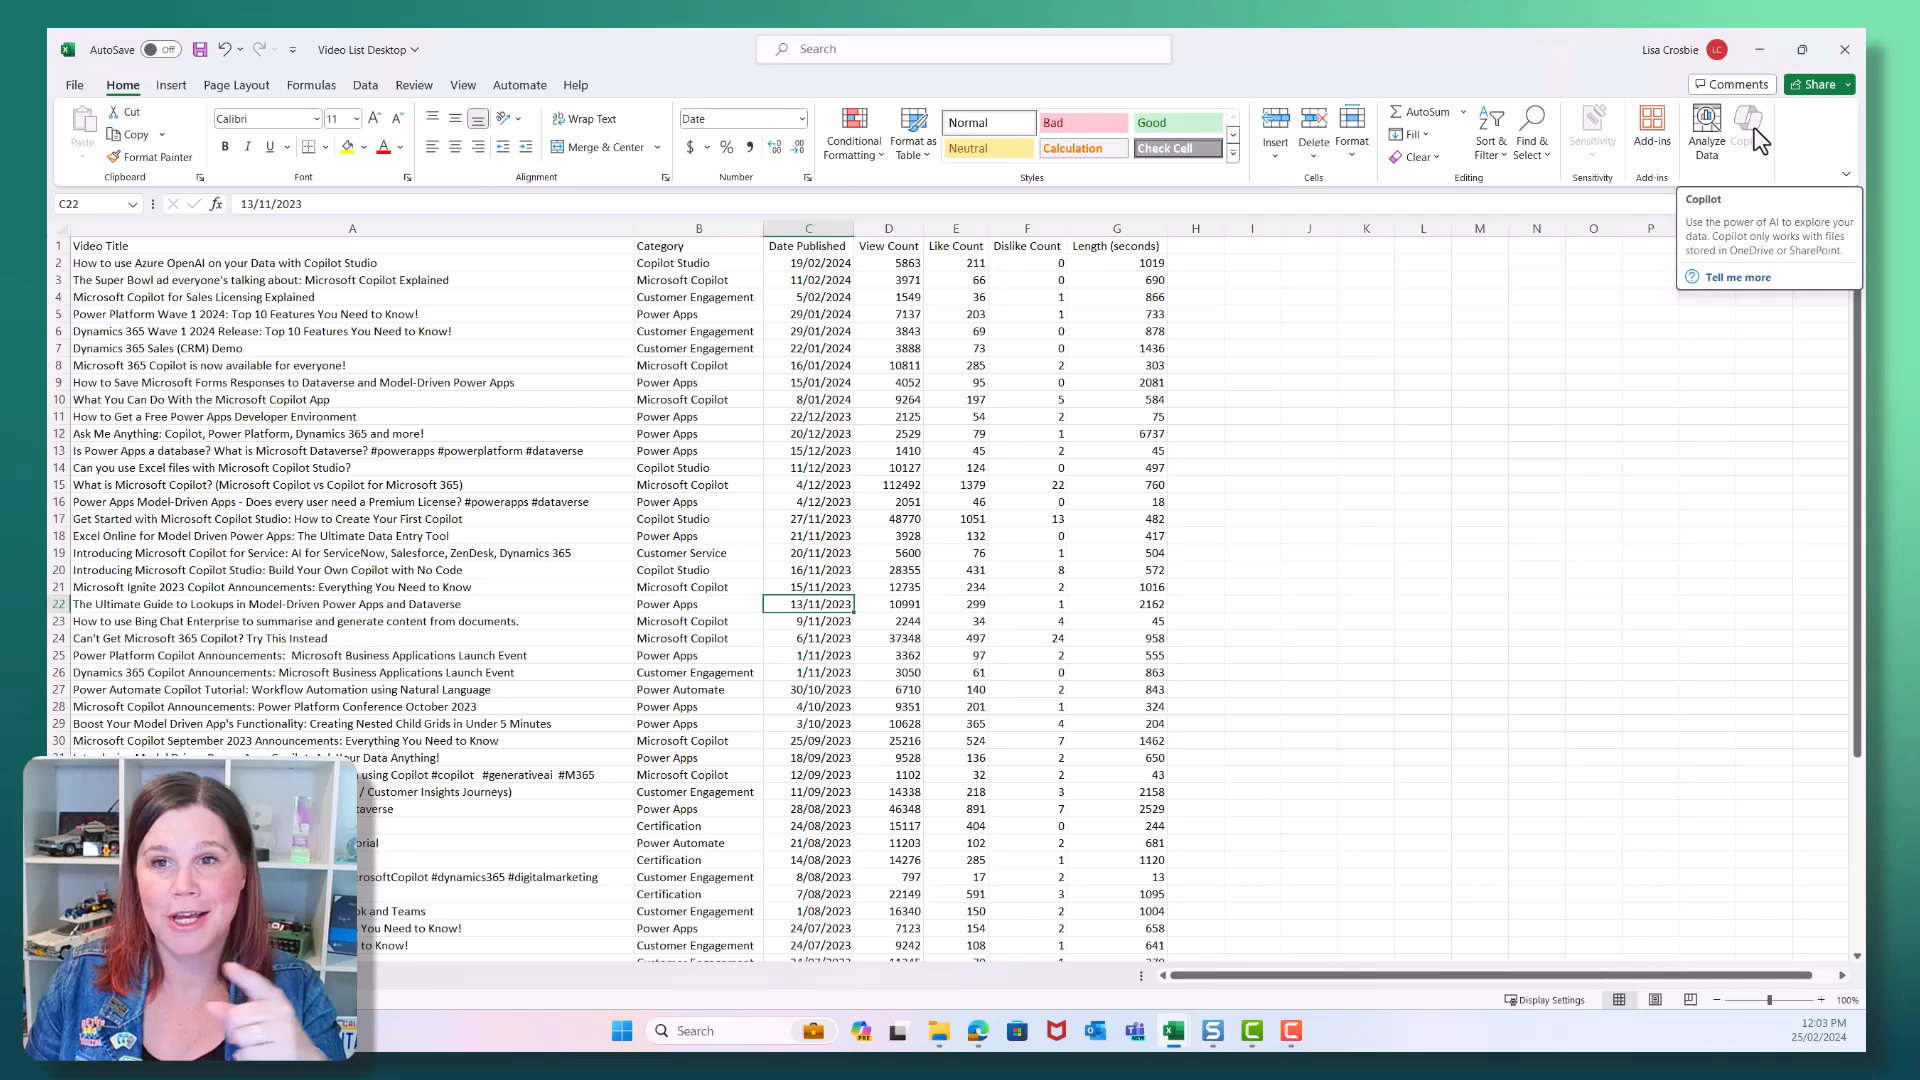 AutoSave Off Video List Desktop Search Lisa Crosbie LC
File Home Insert Page Layout Formulas Data Review View Automate Help Comments Share
Paste Cut Copy Format Painter Clipboard
Calibri 11 B I U A Font
Wrap Text Merge & Center Alignment
Date $ % Number
Conditional Formatting Format as Table Normal Bad Good Neutral Calculation Check Cell Styles
Insert Delete Format Cells
AutoSum Fill Clear Sort & Filter Find & Select Editing
Sensitivity Sensitivity Add-ins Add-ins Analyze Data
C22 fx 13/11/2023
Copilot
Use the power of AI to explore your
data. Copilot only works with files
stored in OneDrive or SharePoint.
Tell me more
A B C D E F G H I J K L M N O P
1 Video Title Category Date Published View Count Like Count Dislike Count Length (seconds)
2 How to use Azure OpenAI on your Data with Copilot Studio Copilot Studio 19/02/2024 5863 211 0 1019
3 The Super Bowl ad everyone's talking about: Microsoft Copilot Explained Microsoft Copilot 11/02/2024 3971 66 0 690
4 Microsoft Copilot for Sales Licensing Explained Customer Engagement 5/02/2024 1549 36 1 866
5 Power Platform Wave 1 2024: Top 10 Features You Need to Know! Power Apps 29/01/2024 7137 203 1 733
6 Dynamics 365 Wave 1 2024 Release: Top 10 Features You Need to Know! Customer Engagement 29/01/2024 3843 69 0 878
7 Dynamics 365 Sales (CRM) Demo Customer Engagement 22/01/2024 3888 73 0 1436
8 Microsoft 365 Copilot is now available for everyone! Microsoft Copilot 16/01/2024 10811 285 2 303
9 How to Save Microsoft Forms Responses to Dataverse and Model-Driven Power Apps Power Apps 15/01/2024 4052 95 0 2081
10 What You Can Do With the Microsoft Copilot App Microsoft Copilot 8/01/2024 9264 197 5 584
11 How to Get a Free Power Apps Developer Environment Power Apps 22/12/2023 2125 54 2 75
12 Ask Me Anything: Copilot, Power Platform, Dynamics 365 and more! Power Apps 20/12/2023 2529 79 1 6737
13 Is Power Apps a database? What is Microsoft Dataverse? #powerapps #powerplatform #dataverse Power Apps 15/12/2023 1410 45 2 45
14 Can you use Excel files with Microsoft Copilot Studio? Copilot Studio 11/12/2023 10127 124 0 497
15 What is Microsoft Copilot? (Microsoft Copilot vs Copilot for Microsoft 365) Microsoft Copilot 4/12/2023 112492 1379 22 760
16 Power Apps Model-Driven Apps - Does every user need a Premium License? #powerapps #dataverse Power Apps 4/12/2023 2051 46 0 18
17 Get Started with Microsoft Copilot Studio: How to Create Your First Copilot Copilot Studio 27/11/2023 48770 1051 13 482
18 Excel Online for Model Driven Power Apps: The Ultimate Data Entry Tool Power Apps 21/11/2023 3928 132 0 417
19 Introducing Microsoft Copilot for Service: AI for ServiceNow, Salesforce, ZenDesk, Dynamics 365 Customer Service 20/11/2023 5600 76 1 504
20 Introducing Microsoft Copilot Studio: Build Your Own Copilot with No Code Copilot Studio 16/11/2023 28355 431 8 572
21 Microsoft Ignite 2023 Copilot Announcements: Everything You Need to Know Microsoft Copilot 15/11/2023 12735 234 2 1016
22 The Ultimate Guide to Lookups in Model-Driven Power Apps and Dataverse Power Apps 13/11/2023 10991 299 1 2162
23 How to use Bing Chat Enterprise to summarise and generate content from documents. Microsoft Copilot 9/11/2023 2244 34 4 45
24 Can't Get Microsoft 365 Copilot? Try This Instead Microsoft Copilot 6/11/2023 37348 497 24 958
25 Power Platform Copilot Announcements: Microsoft Business Applications Launch Event Power Apps 1/11/2023 3362 97 2 555
26 Dynamics 365 Copilot Announcements: Microsoft Business Applications Launch Event Customer Engagement 1/11/2023 3050 61 0 863
27 Power Automate Copilot Tutorial: Workflow Automation using Natural Language Power Automate 30/10/2023 6710 140 2 843
28 Microsoft Copilot Announcements: Power Platform Conference October 2023 Power Apps 4/10/2023 9351 201 1 324
29 Boost Your Model Driven App's Functionality: Creating Nested Child Grids in Under 5 Minutes Power Apps 3/10/2023 10628 365 4 204
30 Microsoft Copilot September 2023 Announcements: Everything You Need to Know Microsoft Copilot 25/09/2023 25216 524 7 1462
Your Data Anything! Power Apps 18/09/2023 9528 136 2 650
using Copilot #copilot #generativeai #M365 Microsoft Copilot 12/09/2023 1102 32 2 43
/ Customer Insights Journeys) Customer Engagement 11/09/2023 14338 218 3 2158
Power Apps 28/08/2023 46348 891 7 2529
Certification 24/08/2023 15117 404 0 244
Power Automate 21/08/2023 11203 102 2 681
Certification 14/08/2023 14276 285 1 1120
#dynamics365 #digitalmarketing Customer Engagement 8/08/2023 797 17 2 13
Certification 7/08/2023 22149 591 3 1095
and Teams Customer Engagement 1/08/2023 16340 150 2 1004
You Need to Know! Power Apps 24/07/2023 7123 154 2 658
to Know! Customer Engagement 24/07/2023 9242 108 1 641
Display Settings 100%
Search PRE NEW
12:03 PM
25/02/2024